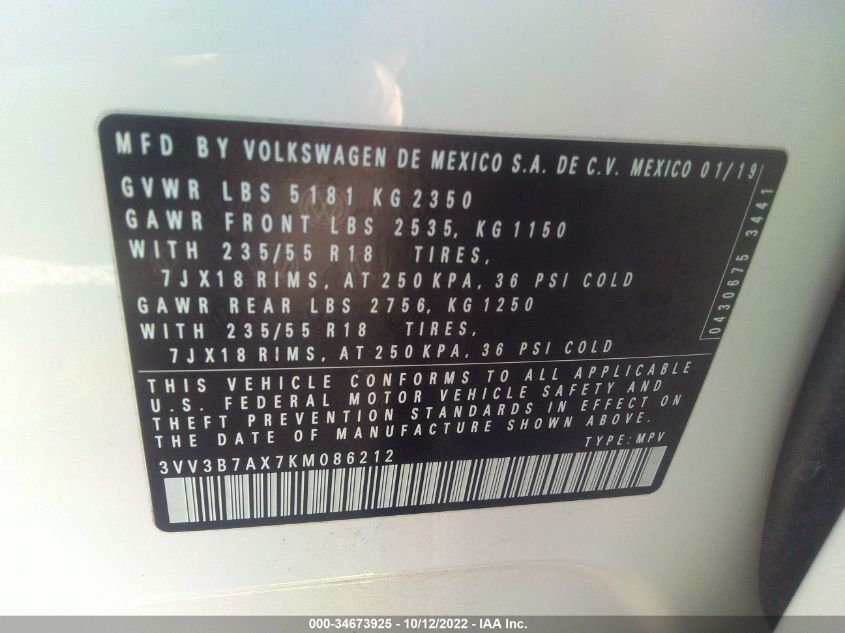 MFD BY VOLKSWAGEN DE MEXICO S.A. DE C.V. MEXICO 01/19
GVWR LBS 5181 KG 2350
GAWR FRONT LBS 2535, KG 1150
WITH 235/55 R18 TIRES,
7JX18 RIMS, AT 250 KPA, 36 PSI COLD
GAWR REAR LBS 2756, KG 1250
WITH 235/55 R18 TIRES,
7JX18 RIMS, AT 250 KPA, 36 PSI COLD
0430675 3441
THIS VEHICLE CONFORMS TO ALL APPLICABLE
U.S. FEDERAL MOTOR VEHICLE SAFETY AND
THEFT PREVENTION STANDARDS IN EFFECT ON
THE DATE OF MANUFACTURE SHOWN ABOVE.
TYPE: MPV
3VV3B7AX7KM086212
000-34673925 - 10/12/2022 - IAA Inc.